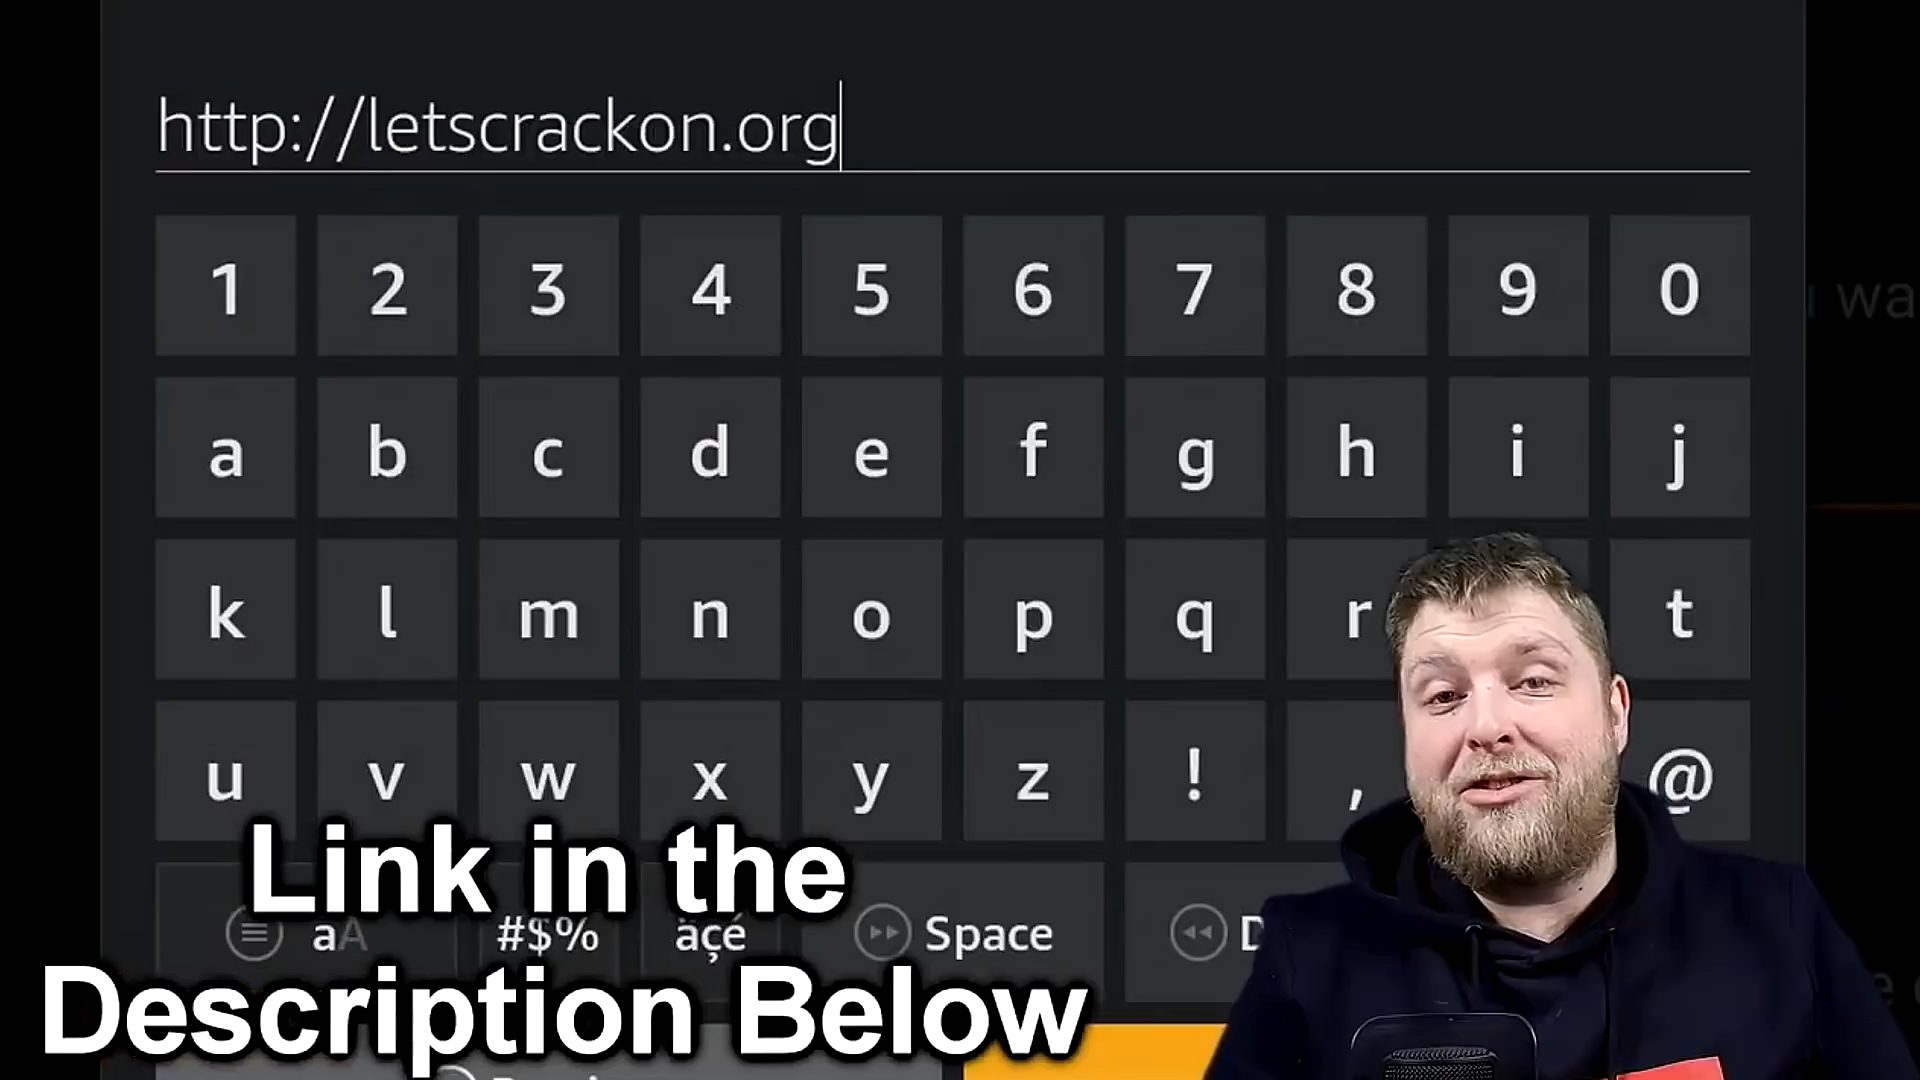 http://letscrackon.org
1 2 3 4 5 6 7 8 9 0
wa
a b c d e f g h i j
k l m n o p q r t
u v w x y z ! , @
Link in the
aA #$% äçé Space D
Description Below